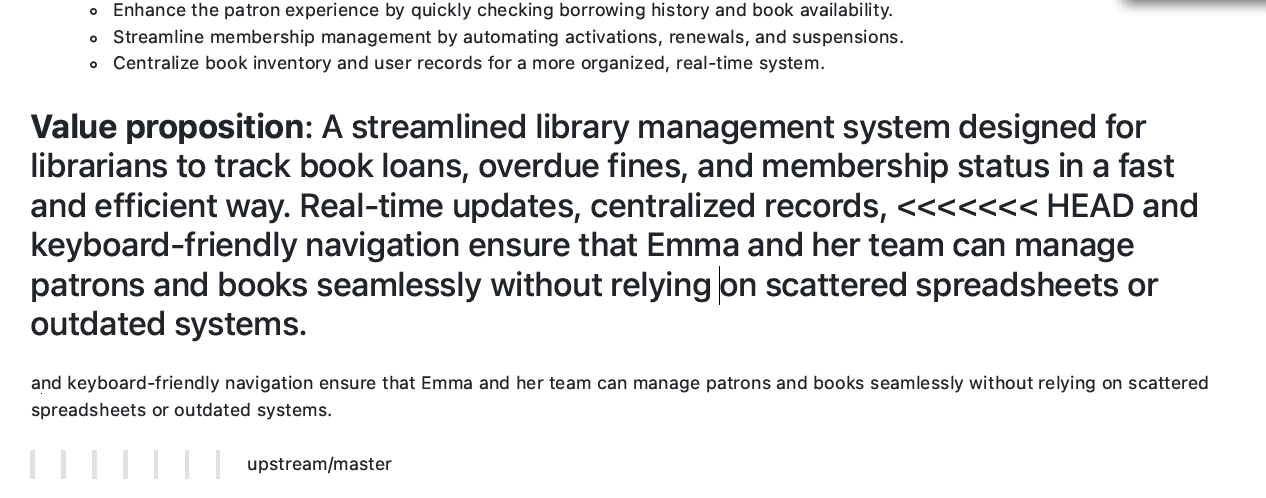 Enhance the patron experience by quickly checking borrowing history and book availability.
Streamline membership management by automating activations, renewals, and suspensions.
Centralize book inventory and user records for a more organized, real-time system.
Value proposition: A streamlined library management system designed for
librarians to track book loans, overdue fines, and membership status in a fast
and efficient way. Real-time updates, centralized records, <<<<<<< HEAD and
keyboard-friendly navigation ensure that Emma and her team can manage
patrons and books seamlessly without relying on scattered spreadsheets or
outdated systems.
and keyboard-friendly navigation ensure that Emma and her team can manage patrons and books seamlessly without relying on scattered
spreadsheets or outdated systems.
upstream/master